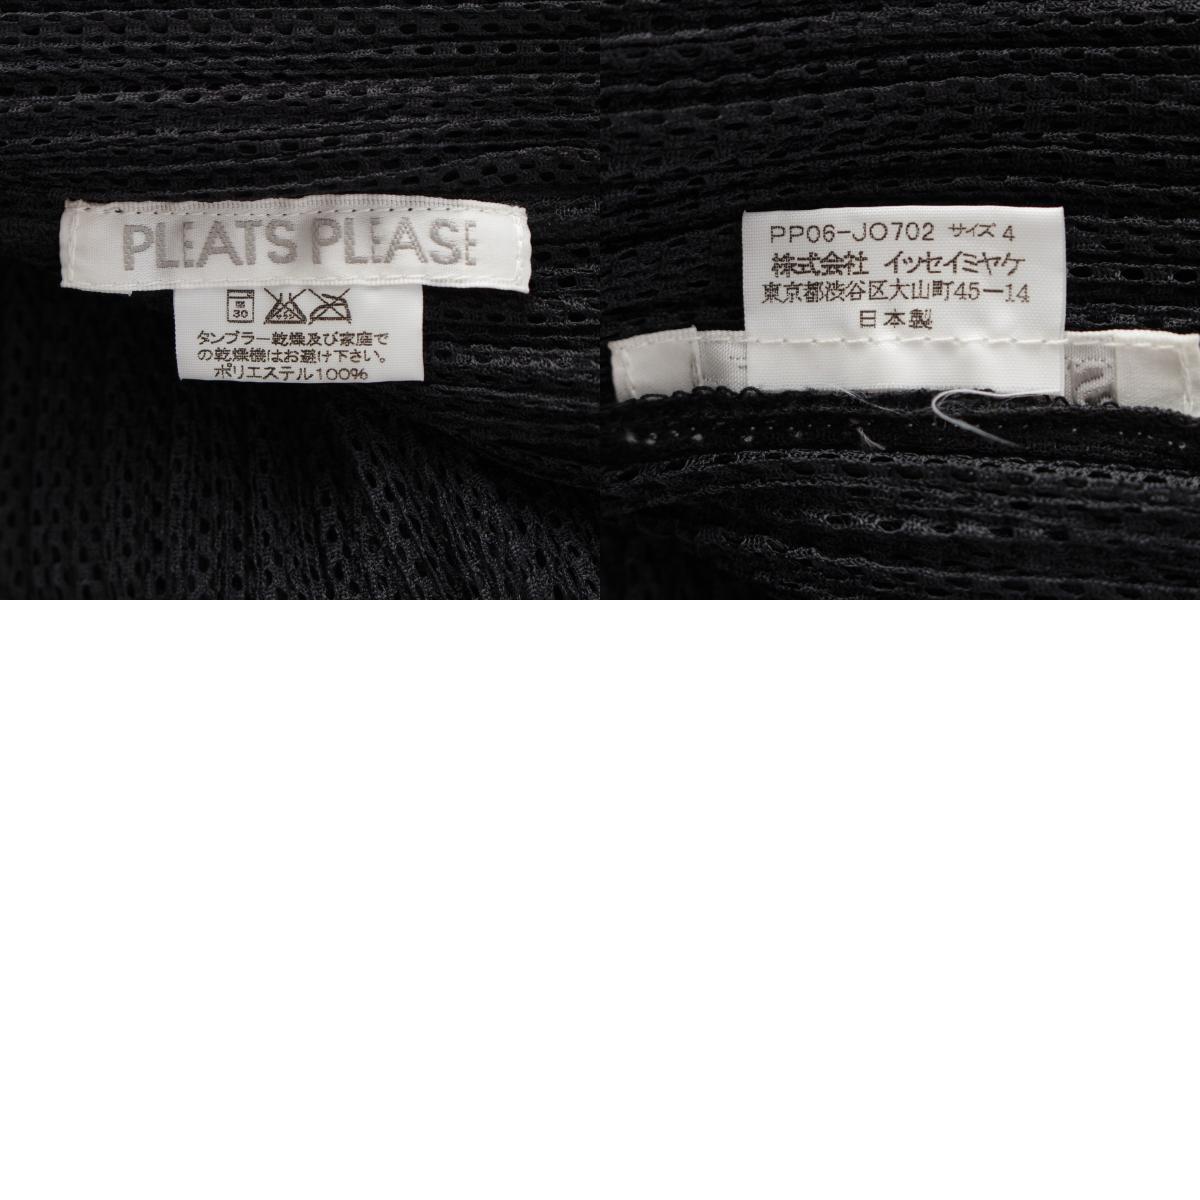 PLEATS PLEASE
弱
30
タンブラー乾燥及び家庭で
の乾燥機はお避け下さい。
ポリエステル100%
PP06-JO702 サイズ 4
株式会社 イッセイミヤケ
東京都渋谷区大山町45-14
日本製